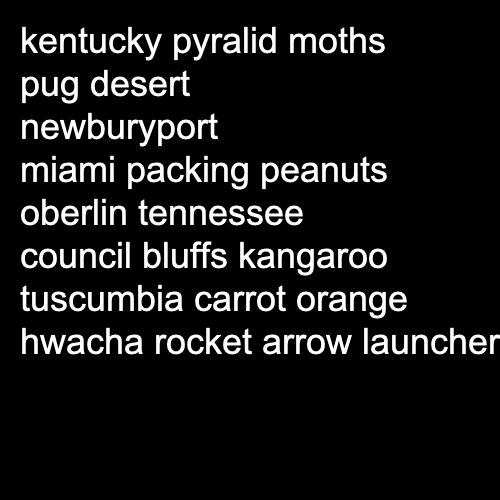 kentucky pyralid moths
pug desert
newburyport
miami packing peanuts
oberlin tennessee
council bluffs kangaroo
tuscumbia carrot orange
hwacha rocket arrow launcher